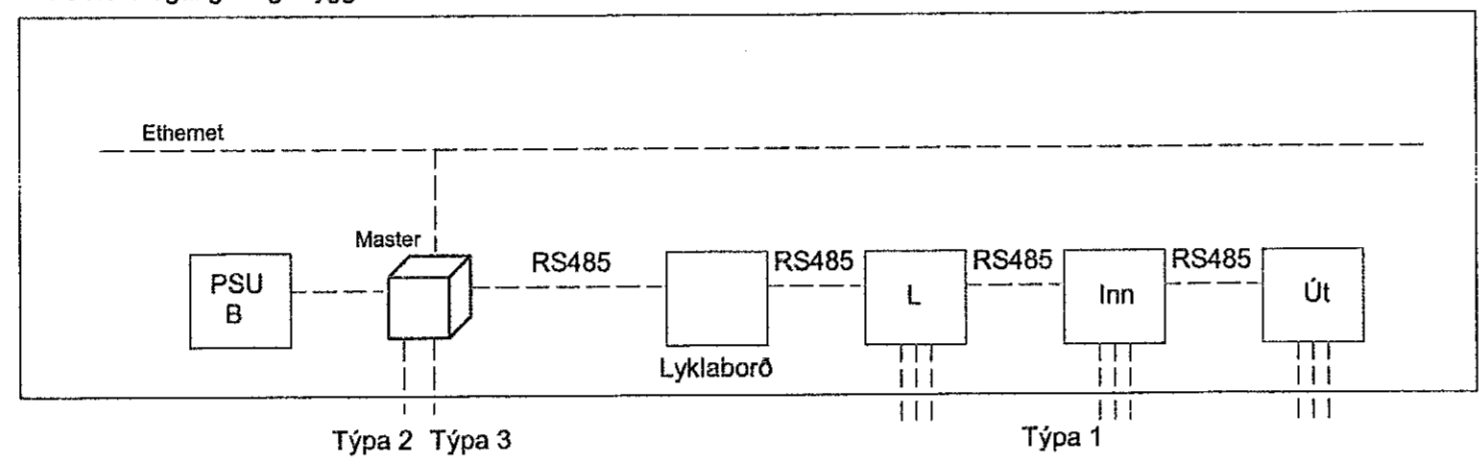 Ethernet
Master
RS485
RS485
RS485
RS485
PSU
B
L
Inn
Út
Lyklaborð
Týpa 2
Týpa 3
Týpa 1